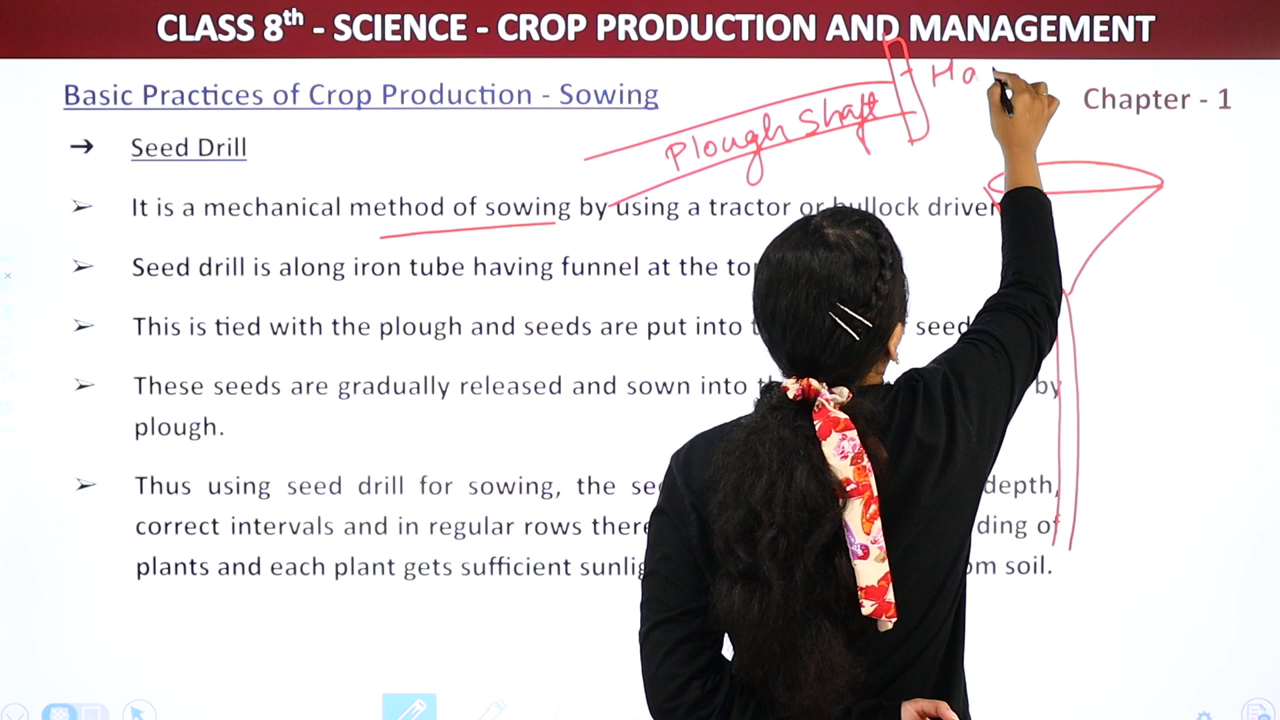 CLASS 8th - SCIENCE - CROP PRODUCTION AND MANAGEMENT
Basic Practices of Crop Production - Sowing
Chapter - 1
Plough Shaft
Ha
➔ Seed Drill
➢ It is a mechanical method of sowing by using a tractor or bullock driven
➢ Seed drill is along iron tube having funnel at the top
➢ This is tied with the plough and seeds are put into seed
➢ These seeds are gradually released and sown into by
plough.
➢ Thus using seed drill for sowing, the depth,
correct intervals and in regular rows of
plants and each plant gets sufficient soil.